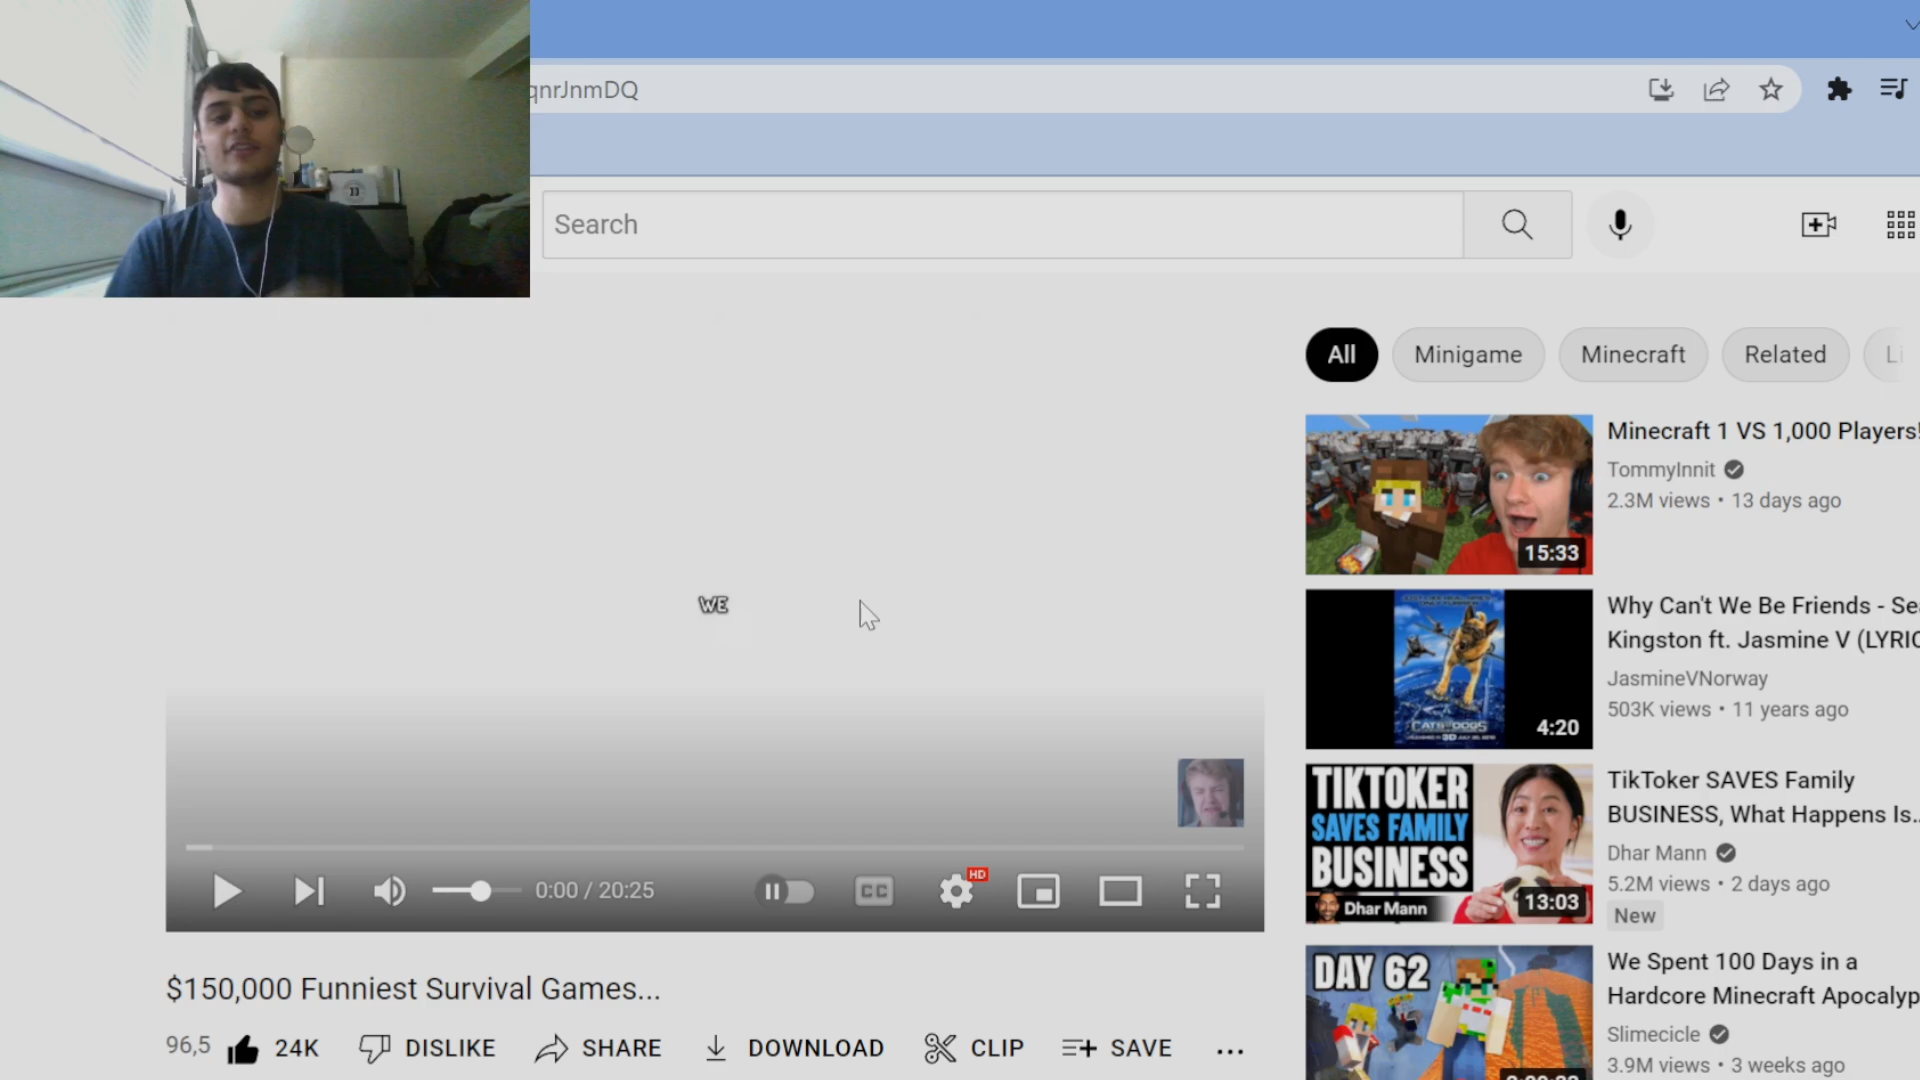 qnrJnmDQ
Search
All
Minigame
Minecraft
Related
Minecraft 1 VS 1,000 Players!
TommyInnit
2.3M views • 13 days ago
15:33
WE
Why Can't We Be Friends - Se
Kingston ft. Jasmine V (LYRIC
JasmineVNorway
503K views • 11 years ago
CATS DOGS
4:20
TIKTOKER
SAVES FAMILY
BUSINESS
Dhar Mann
13:03
TikToker SAVES Family
BUSINESS, What Happens Is..
Dhar Mann
5.2M views • 2 days ago
New
0:00 / 20:25
CC
HD
$150,000 Funniest Survival Games...
DAY 62
We Spent 100 Days in a
Hardcore Minecraft Apocalyp
Slimecicle
3.9M views • 3 weeks ago
96,5
24K
DISLIKE
SHARE
DOWNLOAD
CLIP
SAVE